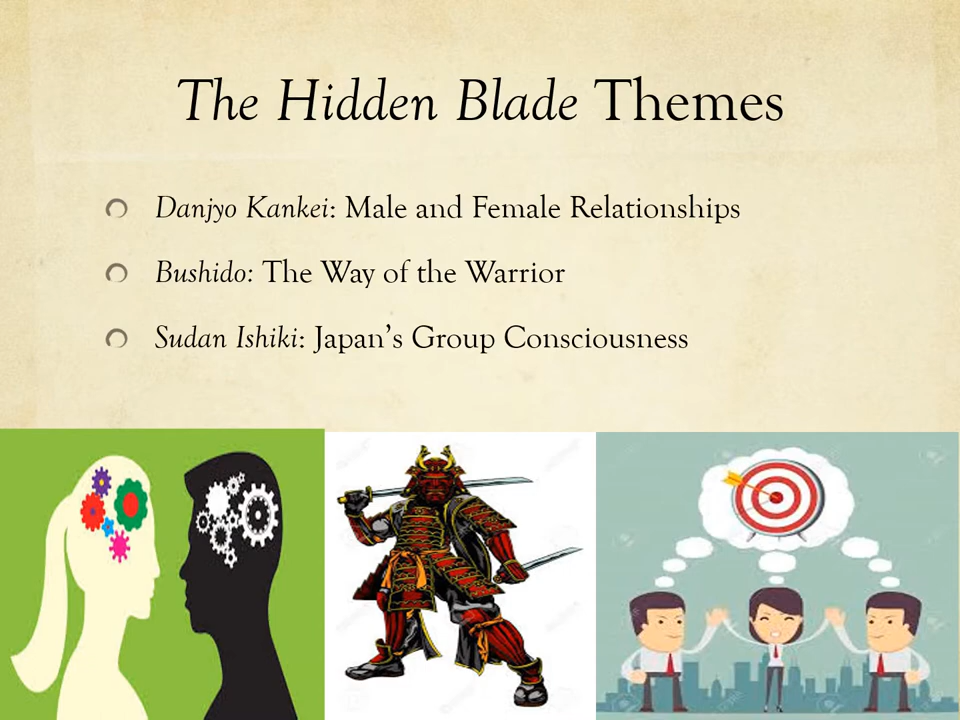 The Hidden Blade Themes
Danjyo Kankei: Male and Female Relationships
Bushido: The Way of the Warrior
Sudan Ishiki: Japan’s Group Consciousness